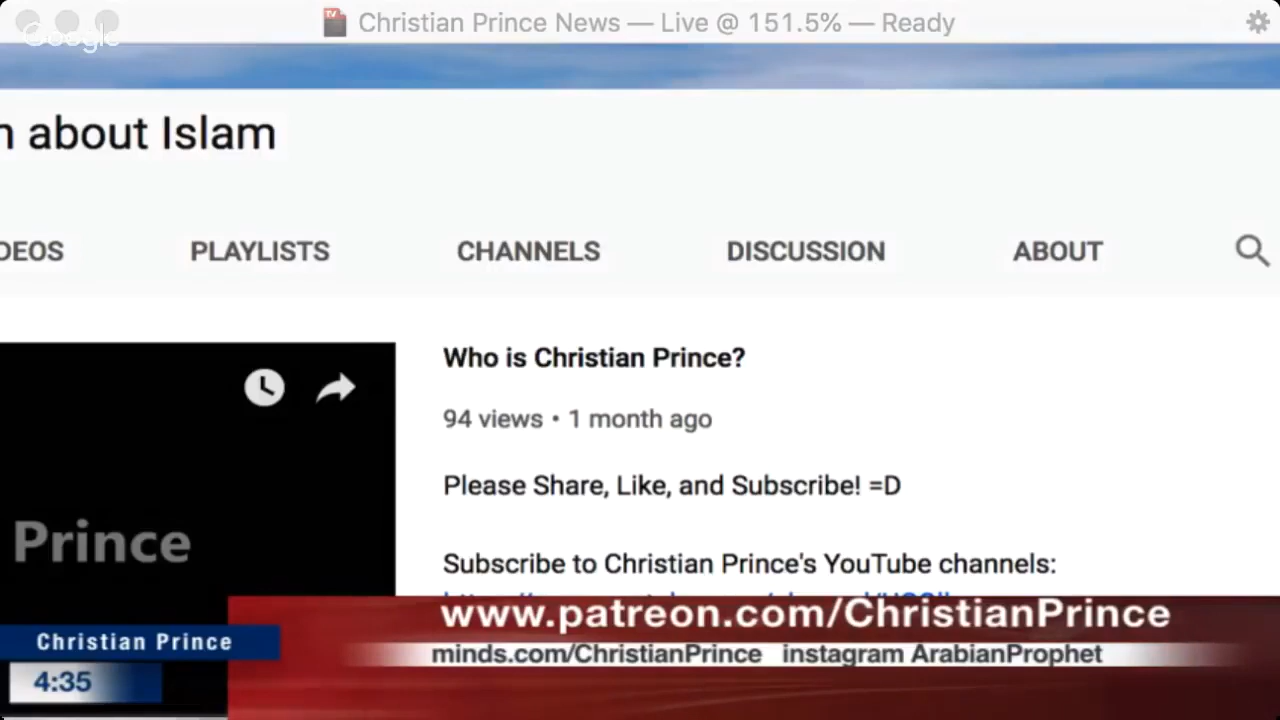 Christian Prince News — Live @ 151.5% — Ready
Google
n about Islam
DEOS PLAYLISTS CHANNELS DISCUSSION ABOUT
Who is Christian Prince?
94 views • 1 month ago
Please Share, Like, and Subscribe! =D
Prince
Subscribe to Christian Prince's YouTube channels:
www.patreon.com/ChristianPrince
Christian Prince
minds.com/ChristianPrince instagram ArabianProphet
4:35